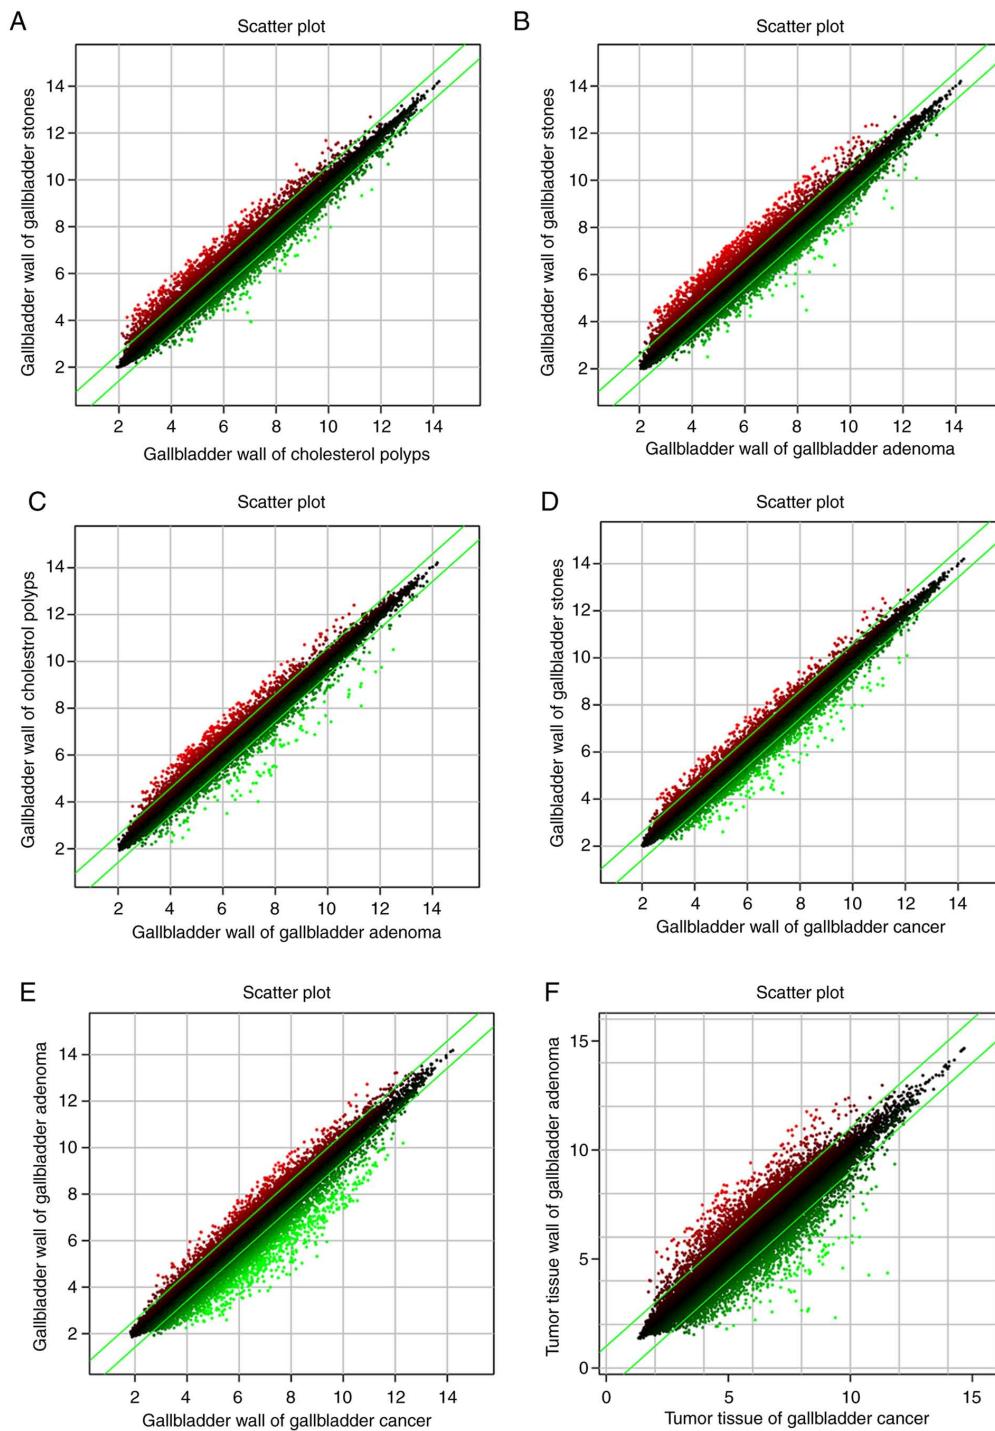 A
Scatter plot
Gallbladder wall of gallbladder stones
14
12
10
8
6
4
2
2 4 6 8 10 12 14
Gallbladder wall of cholesterol polyps
B
Scatter plot
Gallbladder wall of gallbladder stones
14
12
10
8
6
4
2
2 4 6 8 10 12 14
Gallbladder wall of gallbladder adenoma
C
Scatter plot
Gallbladder wall of cholestrol polyps
14
12
10
8
6
4
2
2 4 6 8 10 12 14
Gallbladder wall of gallbladder adenoma
D
Scatter plot
Gallbladder wall of gallbladder stones
14
12
10
8
6
4
2
2 4 6 8 10 12 14
Gallbladder wall of gallbladder cancer
E
Scatter plot
Gallbladder wall of gallbladder adenoma
14
12
10
8
6
4
2
2 4 6 8 10 12 14
Gallbladder wall of gallbladder cancer
F
Scatter plot
Tumor tissue wall of gallbladder adenoma
15
10
5
0
0 5 10 15
Tumor tissue of gallbladder cancer